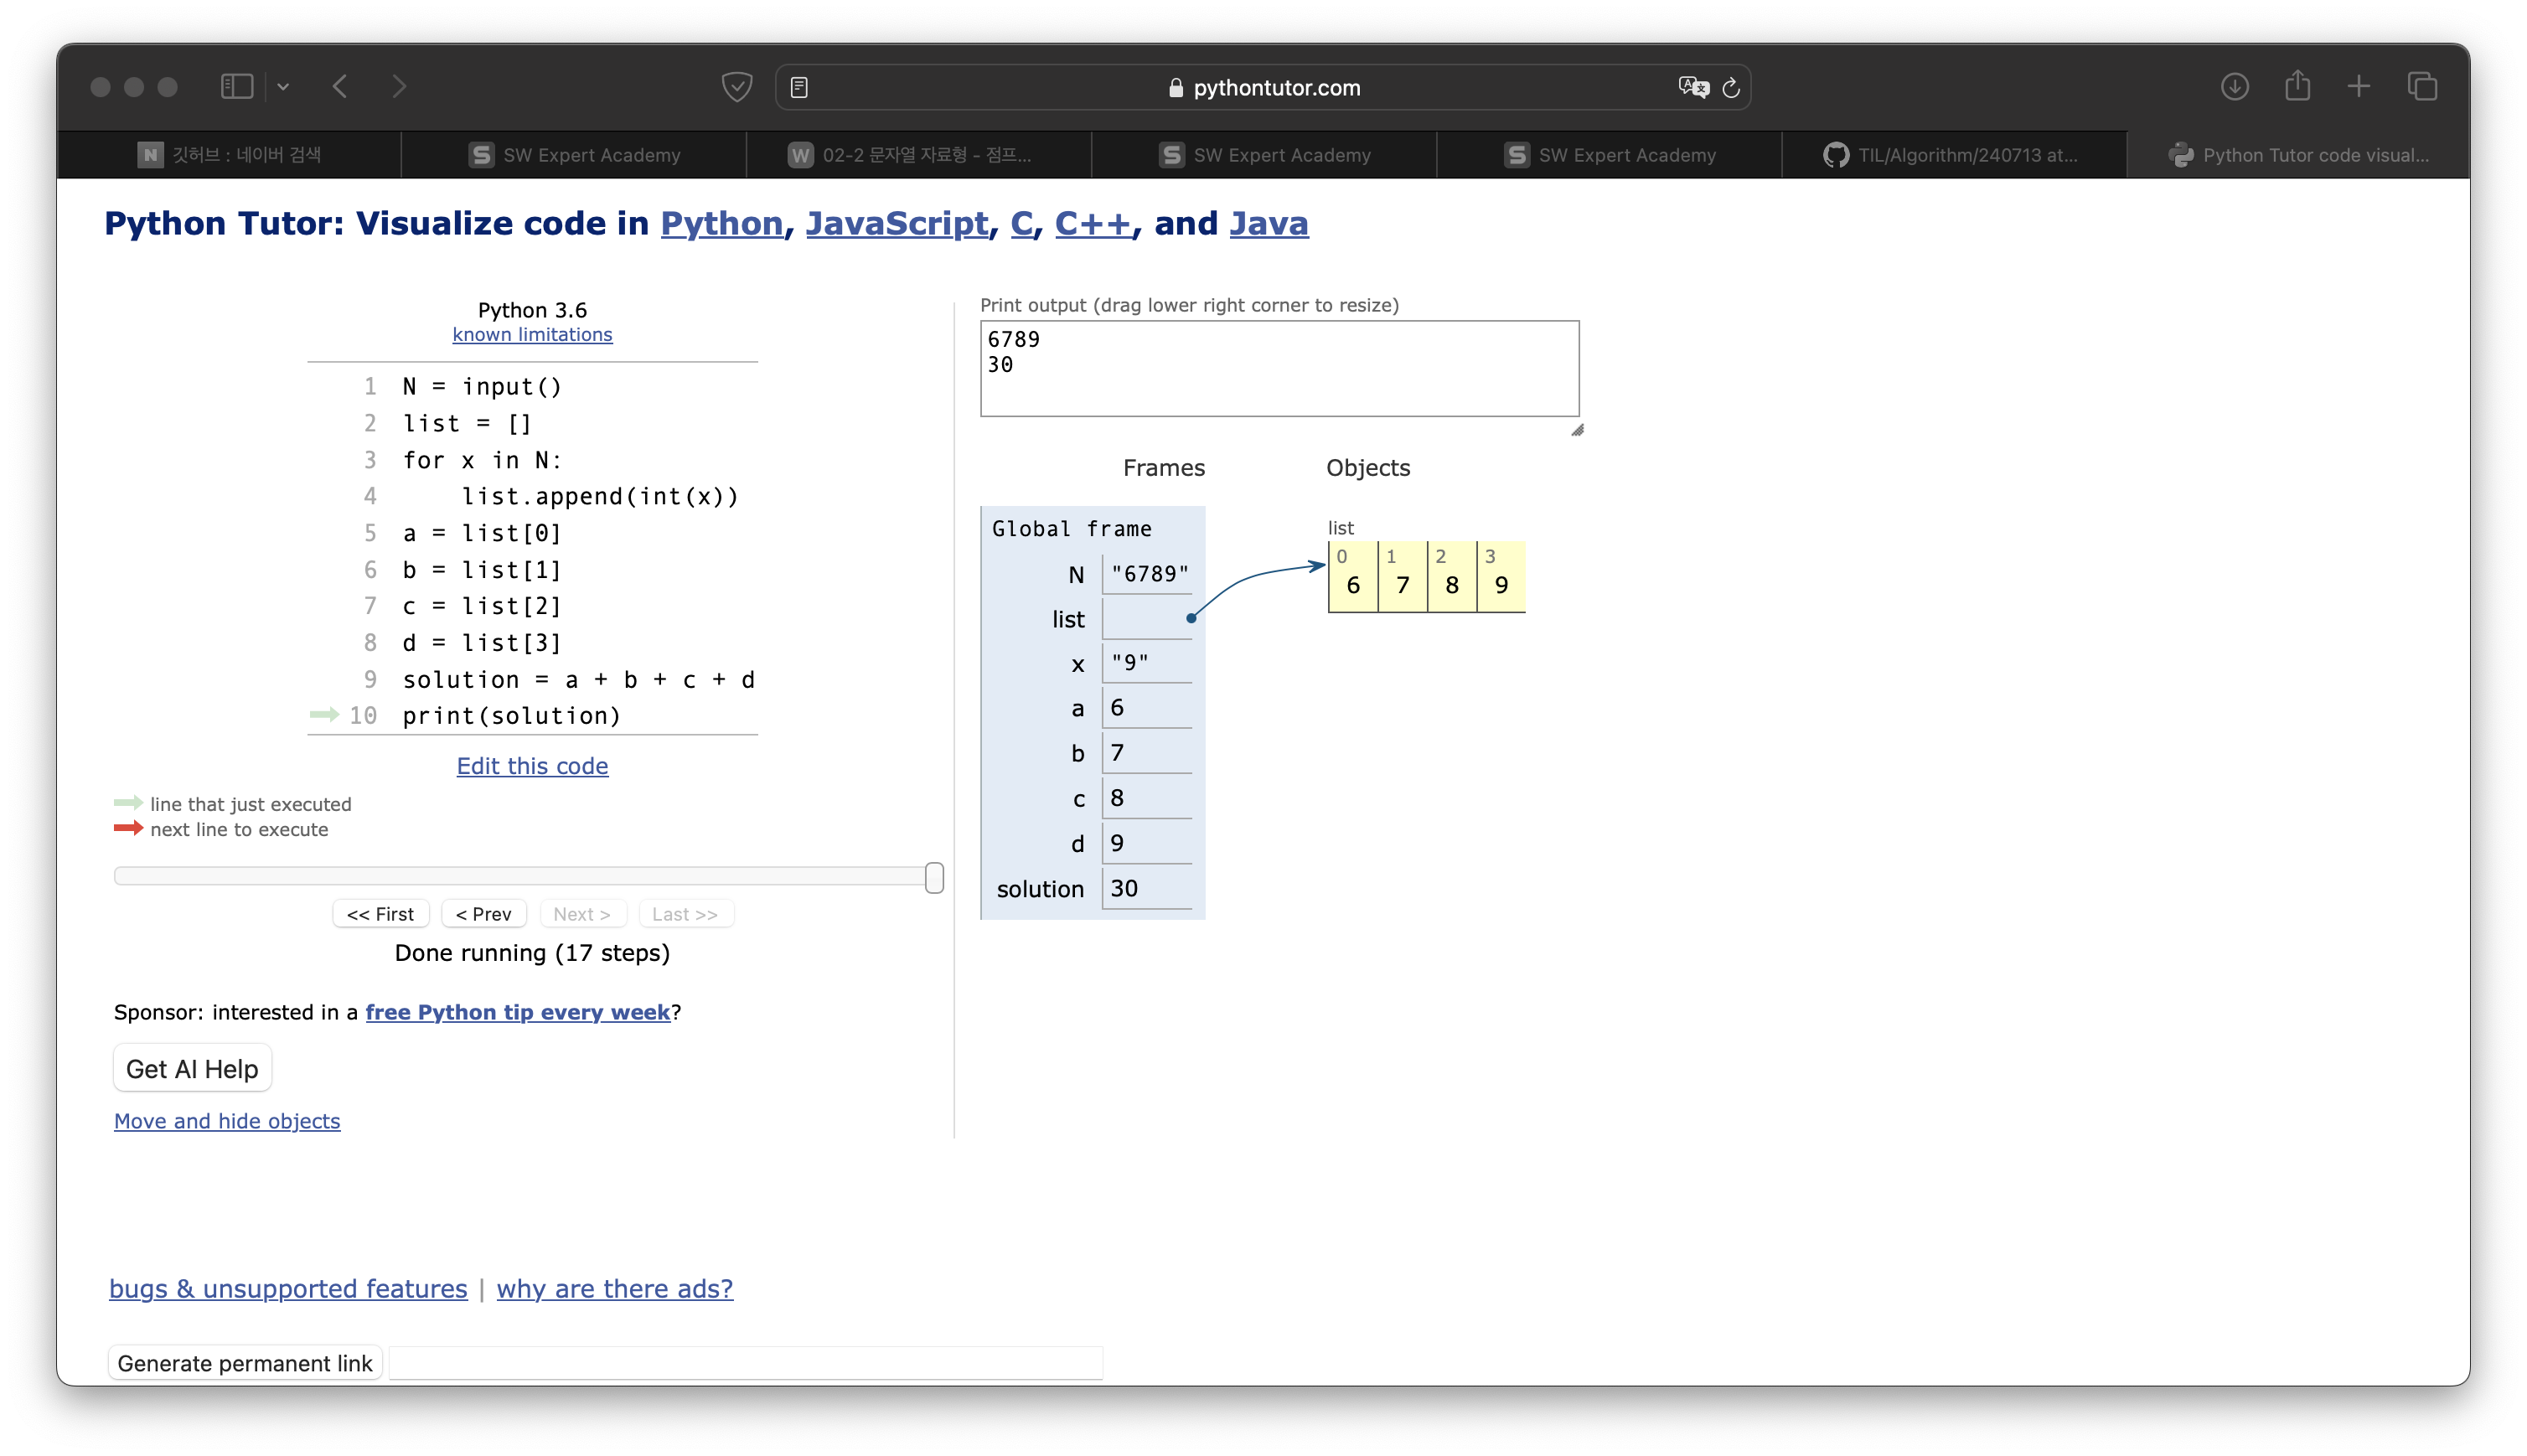 pythontutor.com
깃허브 : 네이버 검색
SW Expert Academy
02-2 문자열 자료형 - 점프...
SW Expert Academy
SW Expert Academy
TIL/Algorithm/240713 at...
Python Tutor code visual...
Python Tutor: Visualize code in Python, JavaScript, C, C++, and Java
Python 3.6
known limitations
1 N = input()
2 list = []
3 for x in N:
4     list.append(int(x))
5 a = list[0]
6 b = list[1]
7 c = list[2]
8 d = list[3]
9 solution = a + b + c + d
10 print(solution)
Edit this code
line that just executed
next line to execute
<< First < Prev Next > Last >>
Done running (17 steps)
Sponsor: interested in a free Python tip every week?
Get AI Help
Move and hide objects
Print output (drag lower right corner to resize)
6789
30
Frames Objects
Global frame
N "6789"
list
x "9"
a 6
b 7
c 8
d 9
solution 30
list
0 1 2 3
6 7 8 9
bugs & unsupported features | why are there ads?
Generate permanent link